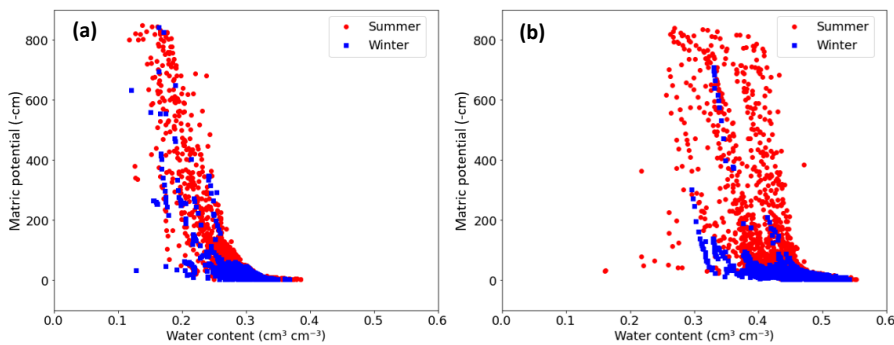 (a)
Summer
Winter
800
600
400
200
0
Matric potential (-cm)
0.0 0.1 0.2 0.3 0.4 0.5 0.6
Water content (cm³ cm⁻³)
(b)
Summer
Winter
800
600
400
200
0
Matric potential (-cm)
0.0 0.1 0.2 0.3 0.4 0.5 0.6
Water content (cm³ cm⁻³)